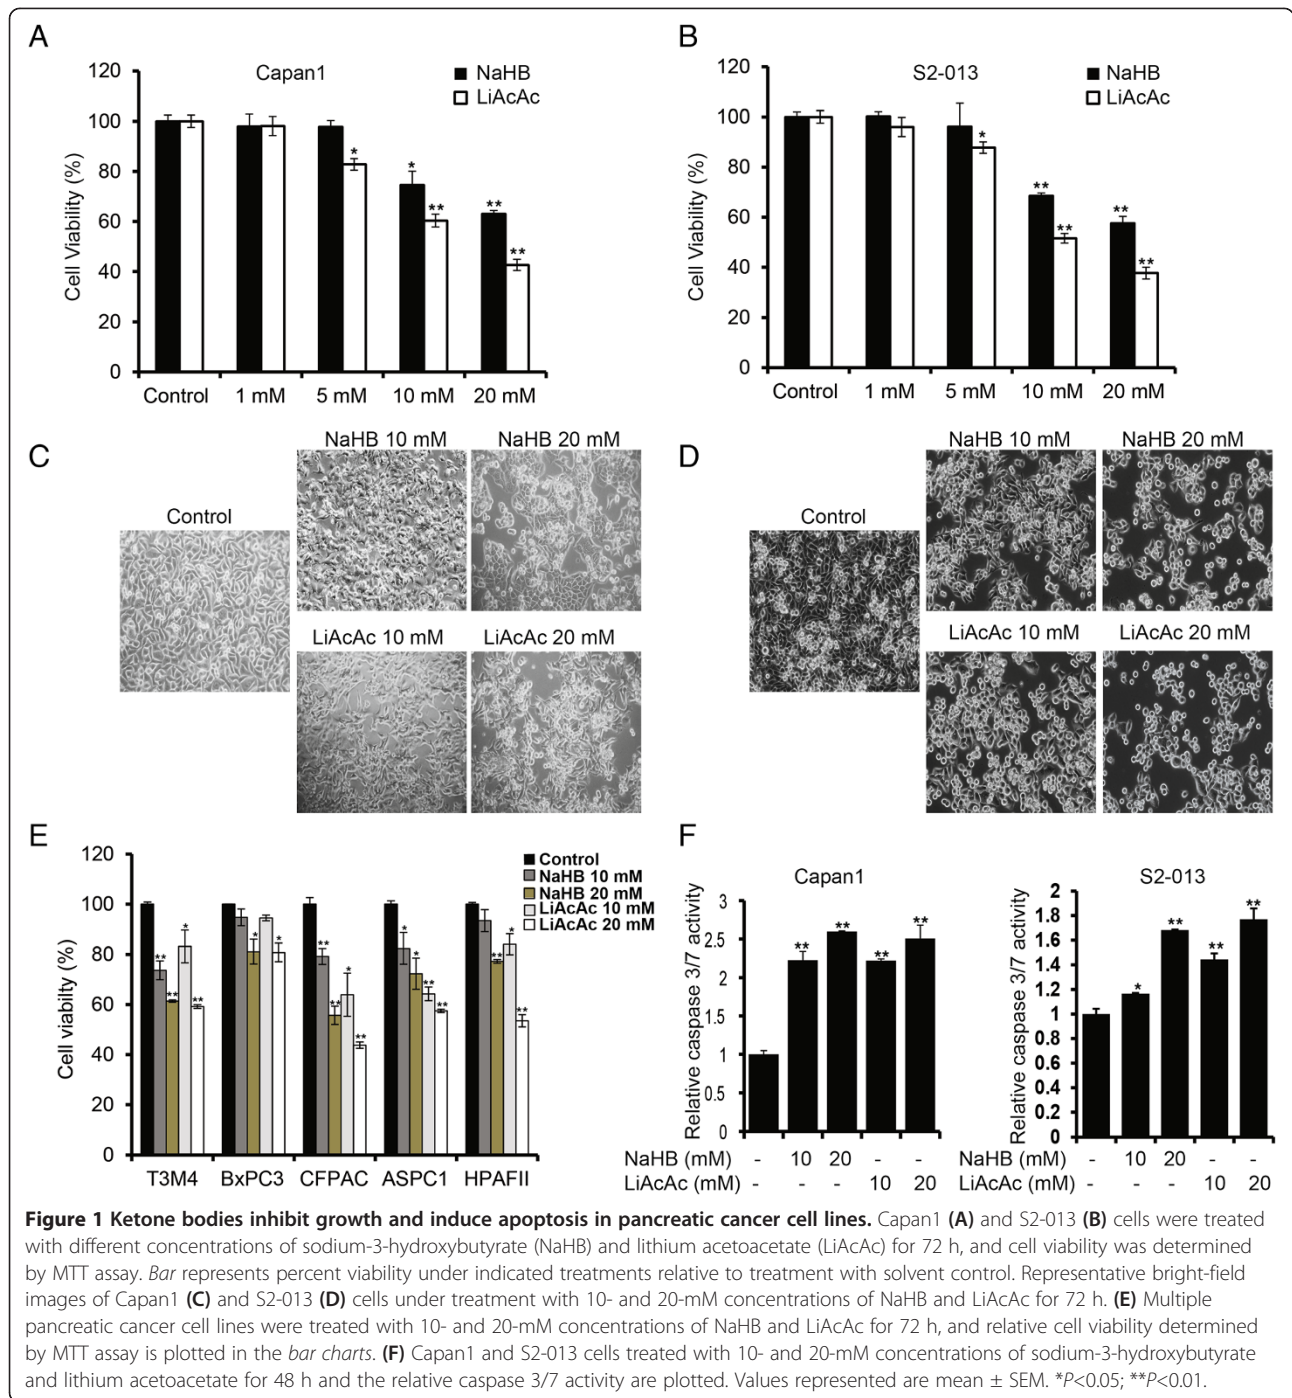 A
Capan1
NaHB
LiAcAc
Cell Viability (%)
120
100
80
60
40
20
0
*
*
**
**
**
Control 1 mM 5 mM 10 mM 20 mM
B
S2-013
NaHB
LiAcAc
Cell Viability (%)
120
100
80
60
40
20
0
*
**
**
**
**
Control 1 mM 5 mM 10 mM 20 mM
C
Control
NaHB 10 mM NaHB 20 mM
LiAcAc 10 mM LiAcAc 20 mM
D
Control
NaHB 10 mM NaHB 20 mM
LiAcAc 10 mM LiAcAc 20 mM
E
Control
NaHB 10 mM
NaHB 20 mM
LiAcAc 10 mM
LiAcAc 20 mM
Cell viability (%)
120
100
80
60
40
20
0
** ** * **
* *
** ** * **
* * ** **
** * **
T3M4 BxPC3 CFPAC ASPC1 HPAFII
F
Capan1
Relative caspase 3/7 activity
3
2.5
2
1.5
1
0.5
0
** ** ** **
NaHB (mM) - 10 20 - -
LiAcAc (mM) - - - 10 20
S2-013
Relative caspase 3/7 activity
2
1.8
1.6
1.4
1.2
1
0.8
0.6
0.4
0.2
0
* ** ** **
NaHB (mM) - 10 20 - -
LiAcAc (mM) - - - 10 20
Figure 1 Ketone bodies inhibit growth and induce apoptosis in pancreatic cancer cell lines. Capan1 (A) and S2-013 (B) cells were treated
with different concentrations of sodium-3-hydroxybutyrate (NaHB) and lithium acetoacetate (LiAcAc) for 72 h, and cell viability was determined
by MTT assay. Bar represents percent viability under indicated treatments relative to treatment with solvent control. Representative bright-field
images of Capan1 (C) and S2-013 (D) cells under treatment with 10- and 20-mM concentrations of NaHB and LiAcAc for 72 h. (E) Multiple
pancreatic cancer cell lines were treated with 10- and 20-mM concentrations of NaHB and LiAcAc for 72 h, and relative cell viability determined
by MTT assay is plotted in the bar charts. (F) Capan1 and S2-013 cells treated with 10- and 20-mM concentrations of sodium-3-hydroxybutyrate
and lithium acetoacetate for 48 h and the relative caspase 3/7 activity are plotted. Values represented are mean ± SEM. *P<0.05; **P<0.01.